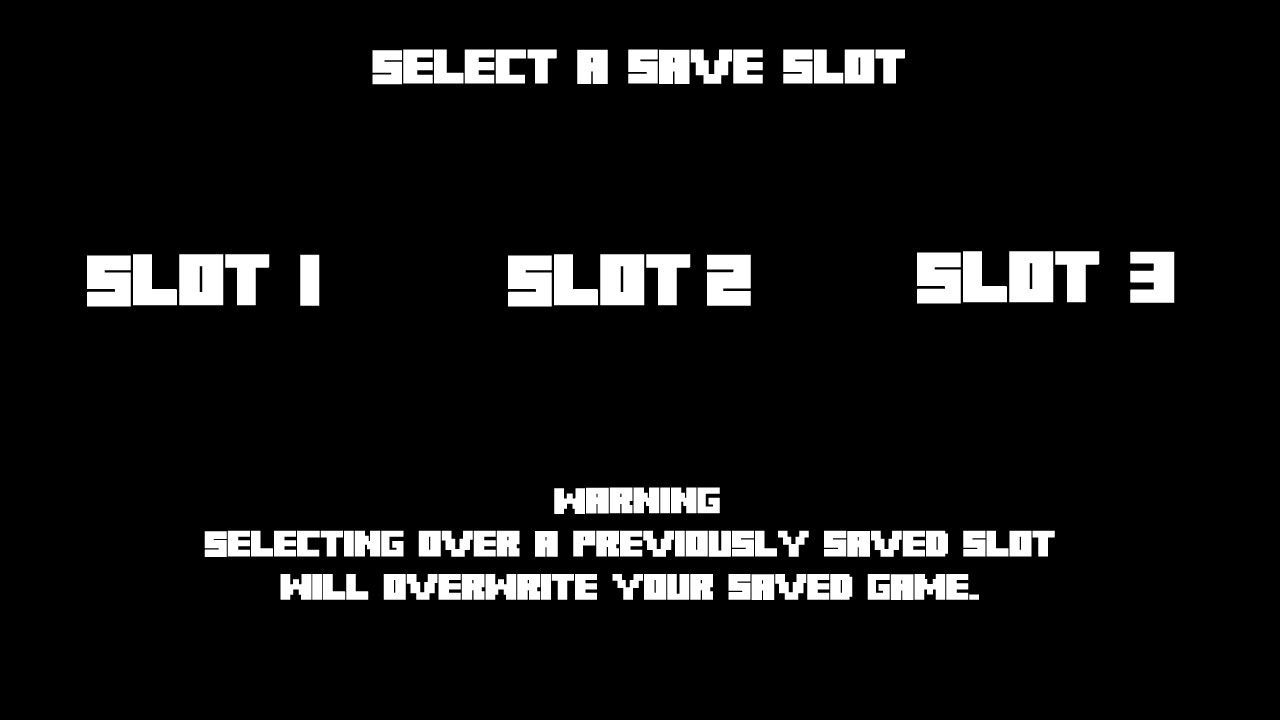 SELECT A SAVE SLOT
SLOT 1 SLOT 2 SLOT 3
WARNING
SELECTING OVER A PREVIOUSLY SAVED SLOT
WILL OVERWRITE YOUR SAVED GAME.